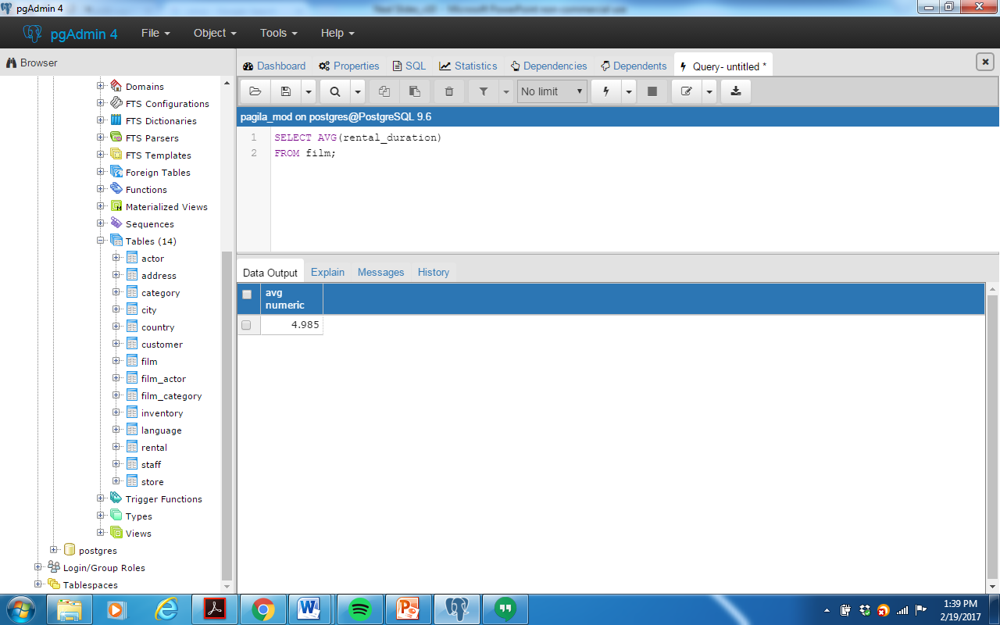 pgAdmin 4
pgAdmin 4 File Object Tools Help
Browser
Dashboard Properties SQL Statistics Dependencies Dependents Query- untitled *
No limit
pagila_mod on postgres@PostgreSQL 9.6
1 SELECT AVG(rental_duration)
2 FROM film;
Data Output Explain Messages History
avg
numeric
4.985
Domains
FTS Configurations
FTS Dictionaries
FTS Parsers
FTS Templates
Foreign Tables
Functions
Materialized Views
Sequences
Tables (14)
actor
address
category
city
country
customer
film
film_actor
film_category
inventory
language
rental
staff
store
Trigger Functions
Types
Views
postgres
Login/Group Roles
Tablespaces
1:39 PM
2/19/2017